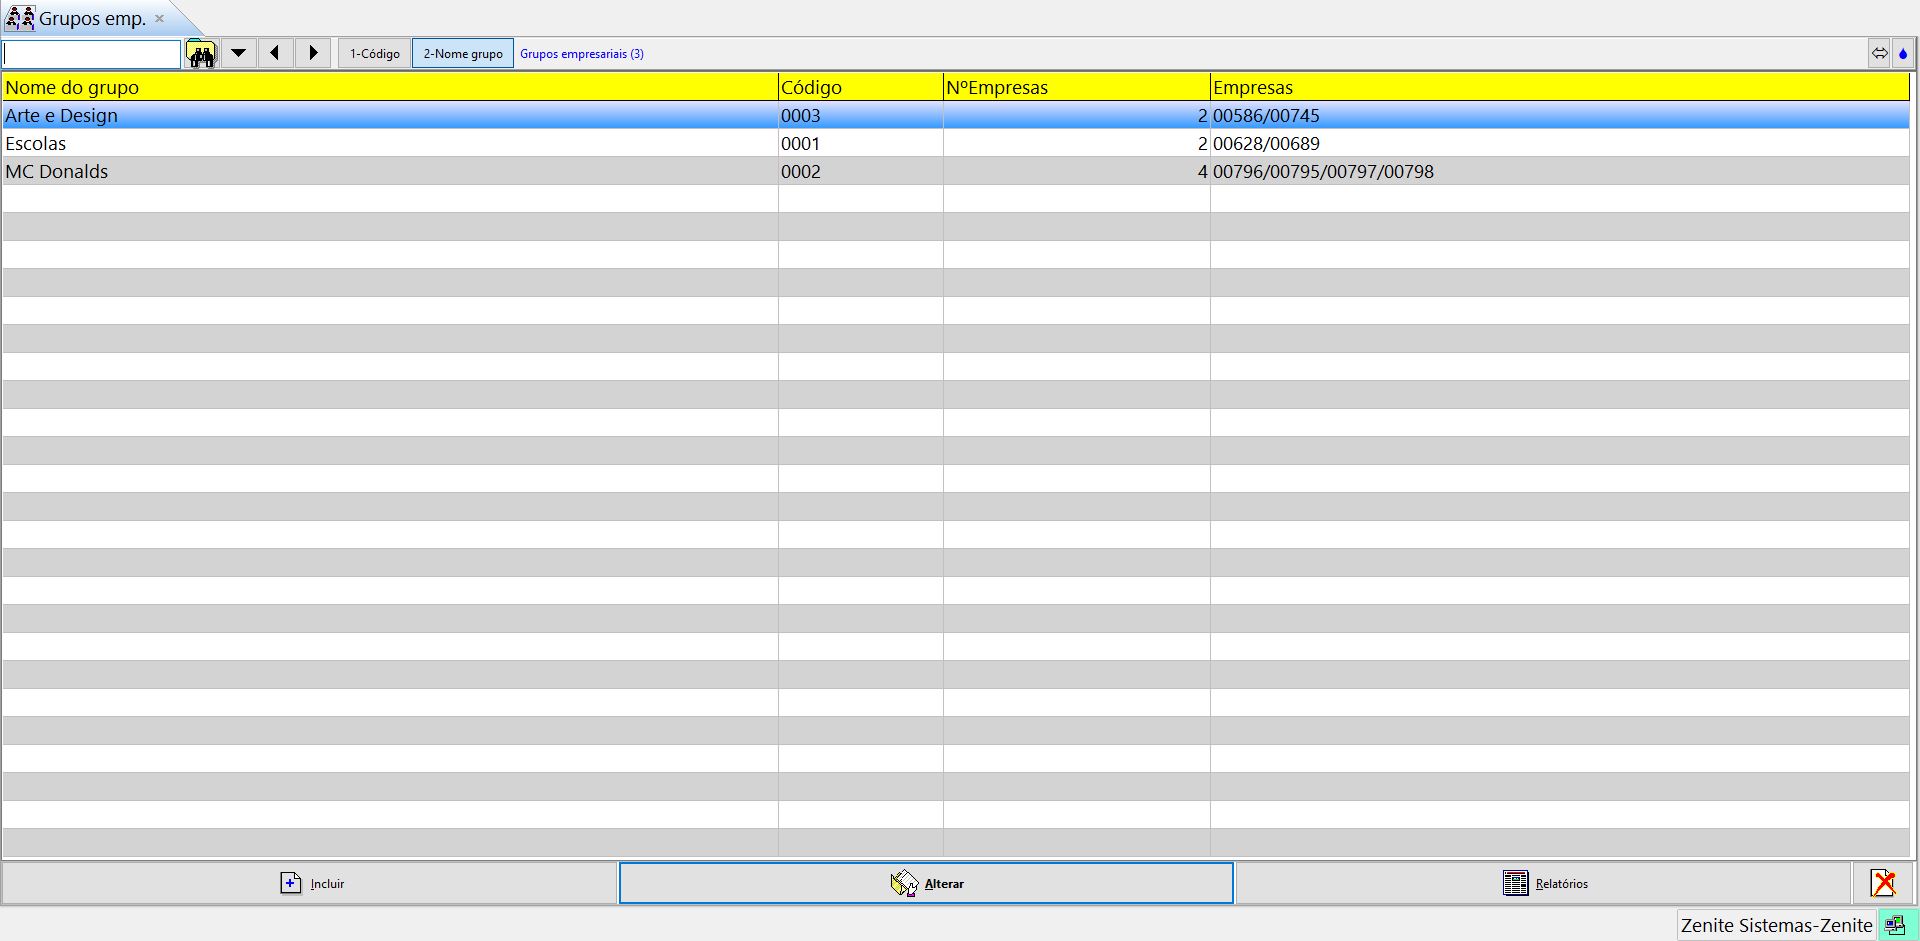 Grupos emp.
1-Código 2-Nome grupo Grupos empresariais (3)
Nome do grupo Código NºEmpresas Empresas
Arte e Design 0003 2 00586/00745
Escolas 0001 2 00628/00689
MC Donalds 0002 4 00796/00795/00797/00798
Incluir Alterar Relatórios
Zenite Sistemas-Zenite